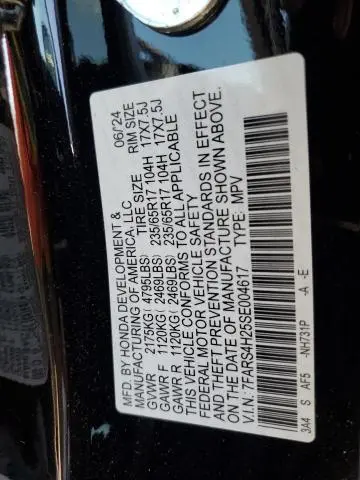 MFD. BY HONDA DEVELOPMENT & 06/24
MANUFACTURING OF AMERICA, LLC.
GVWR 2175KG ( 4795LBS) TIRE SIZE RIM SIZE
GAWR F 1120KG ( 2469LBS) 235/65R17 104H 17X7.5J
GAWR R 1120KG ( 2469LBS) 235/65R17 104H 17X7.5J
THIS VEHICLE CONFORMS TO ALL APPLICABLE
FEDERAL MOTOR VEHICLE SAFETY
AND THEFT PREVENTION STANDARDS IN EFFECT
ON THE DATE OF MANUFACTURE SHOWN ABOVE.
V.I.N.: 7FARS4H25SE004617 TYPE: MPV
3A4 S AF5 -NH731P -A -E